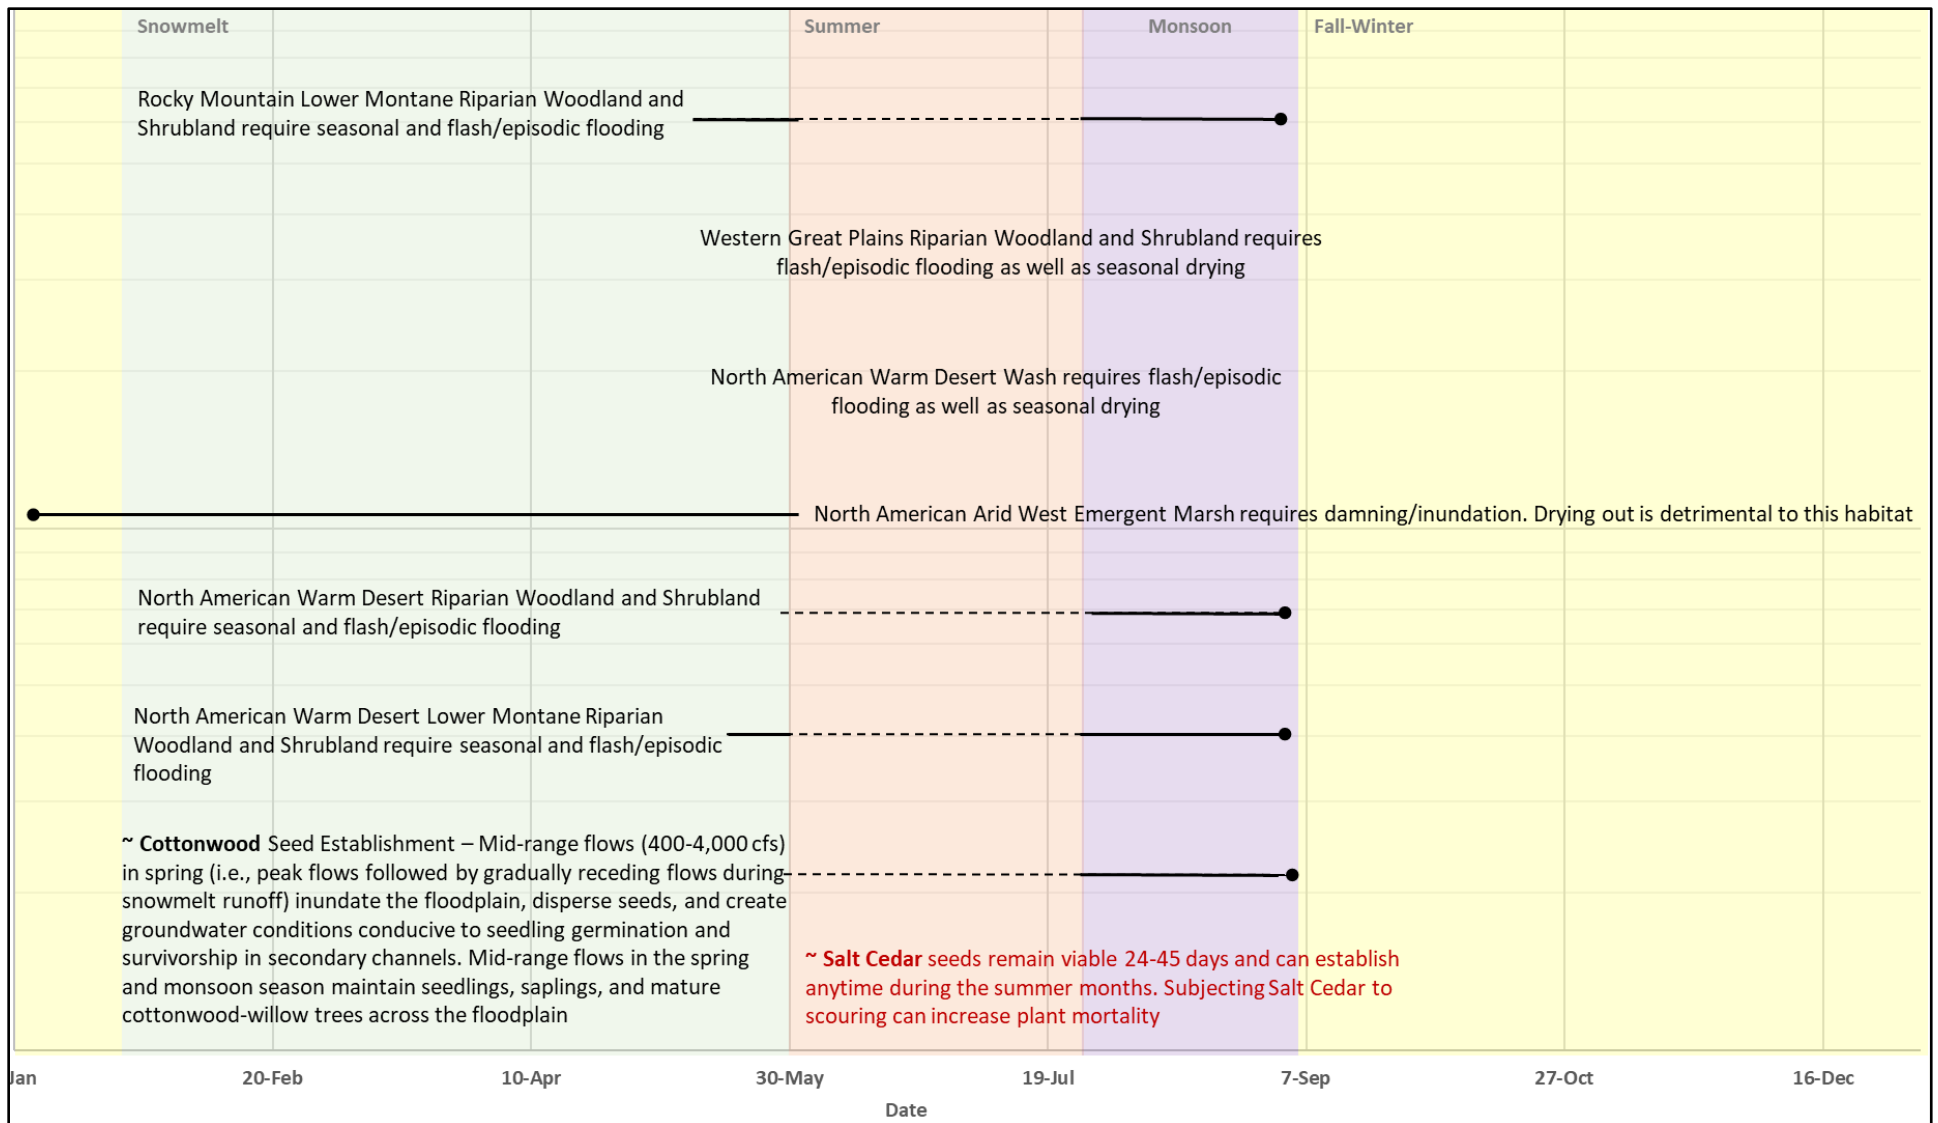 Snowmelt
Summer
Monsoon
Fall-Winter
Rocky Mountain Lower Montane Riparian Woodland and
Shrubland require seasonal and flash/episodic flooding
Western Great Plains Riparian Woodland and Shrubland requires
flash/episodic flooding as well as seasonal drying
North American Warm Desert Wash requires flash/episodic
flooding as well as seasonal drying
North American Arid West Emergent Marsh requires damning/inundation. Drying out is detrimental to this habitat
North American Warm Desert Riparian Woodland and Shrubland
require seasonal and flash/episodic flooding
North American Warm Desert Lower Montane Riparian
Woodland and Shrubland require seasonal and flash/episodic
flooding
~ Cottonwood Seed Establishment – Mid-range flows (400-4,000 cfs)
in spring (i.e., peak flows followed by gradually receding flows during
snowmelt runoff) inundate the floodplain, disperse seeds, and create
groundwater conditions conducive to seedling germination and
survivorship in secondary channels. Mid-range flows in the spring
and monsoon season maintain seedlings, saplings, and mature
cottonwood-willow trees across the floodplain
~ Salt Cedar seeds remain viable 24-45 days and can establish
anytime during the summer months. Subjecting Salt Cedar to
scouring can increase plant mortality
Jan
20-Feb
10-Apr
30-May
19-Jul
7-Sep
27-Oct
16-Dec
Date